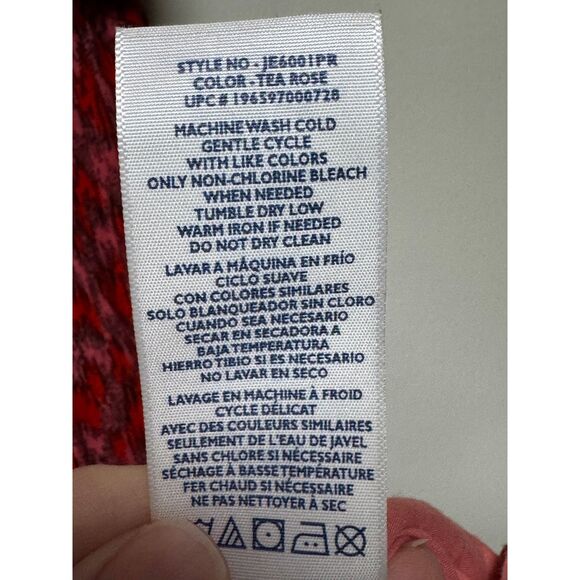 STYLE NO - JE6001PR
COLOR - TEA ROSE
UPC # 196597000728
MACHINE WASH COLD
GENTLE CYCLE
WITH LIKE COLORS
ONLY NON-CHLORINE BLEACH
WHEN NEEDED
TUMBLE DRY LOW
WARM IRON IF NEEDED
DO NOT DRY CLEAN
LAVAR A MÁQUINA EN FRÍO
CICLO SUAVE
CON COLORES SIMILARES
SOLO BLANQUEADOR SIN CLORO
CUANDO SEA NECESARIO
SECAR EN SECADORA A
BAJA TEMPERATURA
HIERRO TIBIO SI ES NECESARIO
NO LAVAR EN SECO
LAVAGE EN MACHINE À FROID
CYCLE DÉLICAT
AVEC DES COULEURS SIMILAIRES
SEULEMENT DE L'EAU DE JAVEL
SANS CHLORE SI NÉCESSAIRE
SÉCHAGE À BASSE TEMPÉRATURE
FER CHAUD SI NÉCESSAIRE
NE PAS NETTOYER À SEC